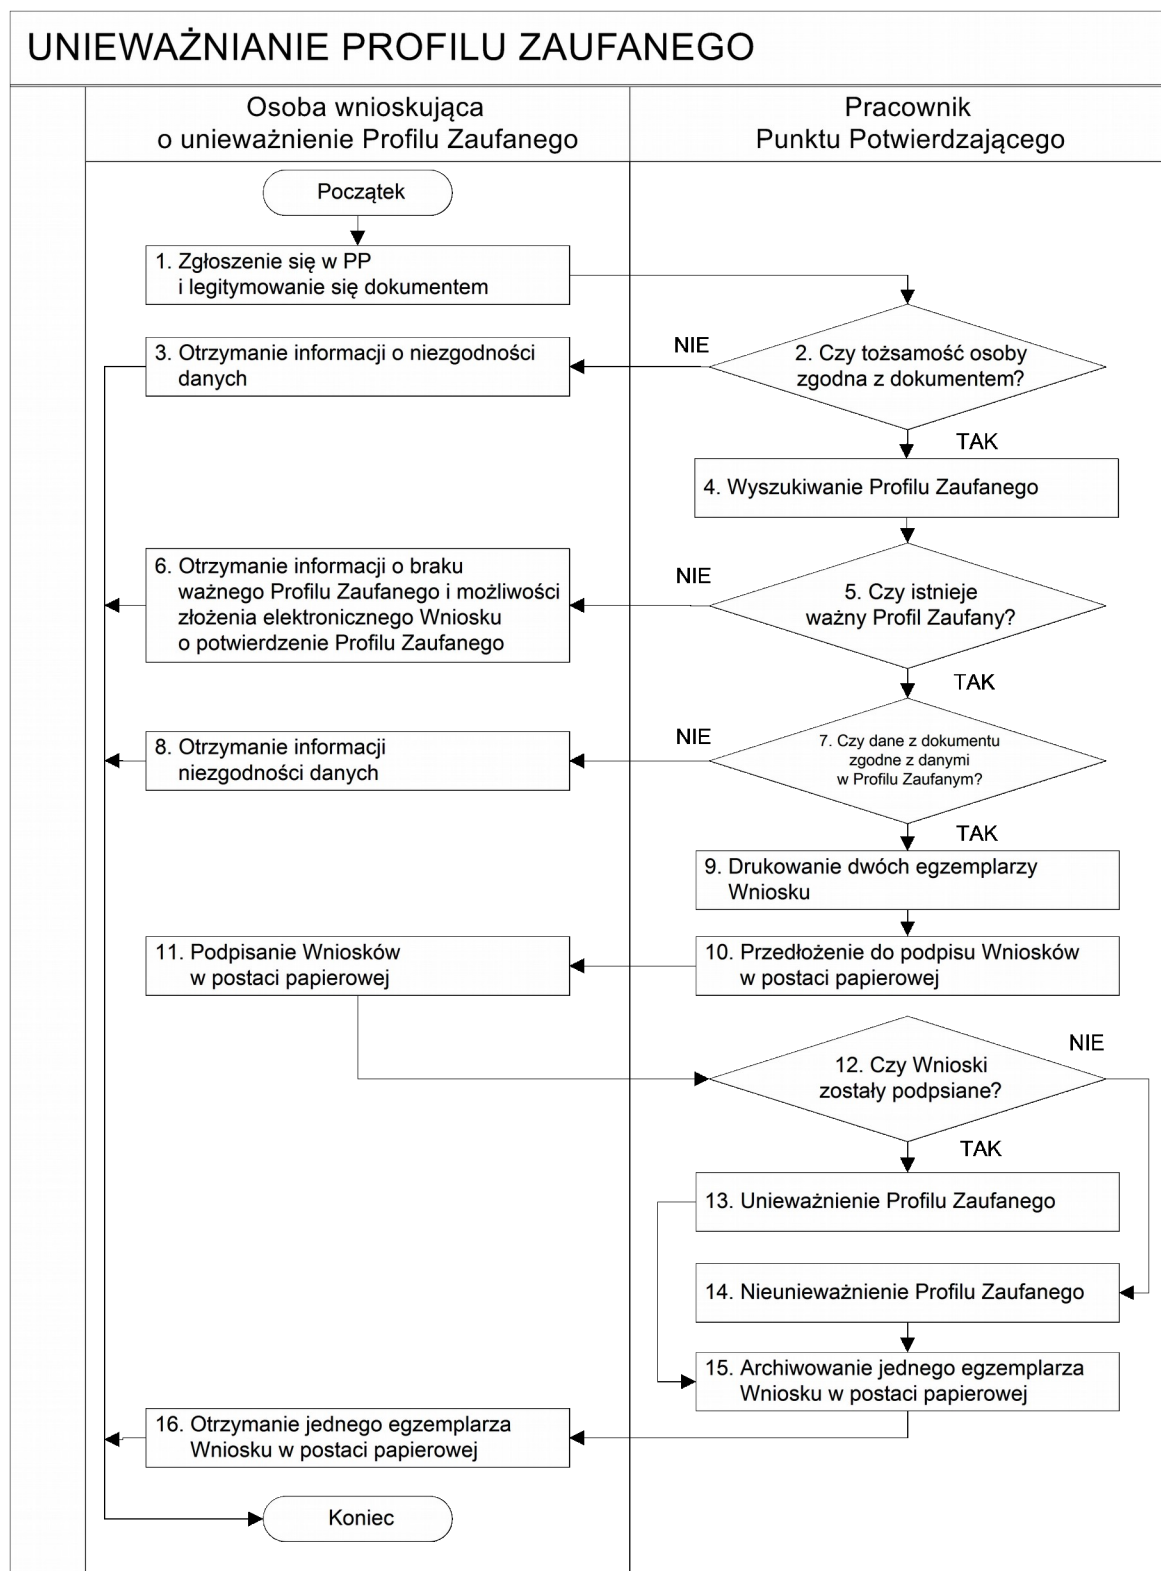 UNIEWAŻNIANIE PROFILU ZAUFANEGO
Osoba wnioskująca
o unieważnienie Profilu Zaufanego
Pracownik
Punktu Potwierdzającego
Początek
1. Zgłoszenie się w PP
i legitymowanie się dokumentem
2. Czy tożsamość osoby
zgodna z dokumentem?
NIE
3. Otrzymanie informacji o niezgodności
danych
TAK
4. Wyszukiwanie Profilu Zaufanego
5. Czy istnieje
ważny Profil Zaufany?
NIE
6. Otrzymanie informacji o braku
ważnego Profilu Zaufanego i możliwości
złożenia elektronicznego Wniosku
o potwierdzenie Profilu Zaufanego
TAK
7. Czy dane z dokumentu
zgodne z danymi
w Profilu Zaufanym?
NIE
8. Otrzymanie informacji
niezgodności danych
TAK
9. Drukowanie dwóch egzemplarzy
Wniosku
10. Przedłożenie do podpisu Wniosków
w postaci papierowej
11. Podpisanie Wniosków
w postaci papierowej
12. Czy Wnioski
zostały podpsiane?
NIE
TAK
13. Unieważnienie Profilu Zaufanego
14. Nieunieważnienie Profilu Zaufanego
15. Archiwowanie jednego egzemplarza
Wniosku w postaci papierowej
16. Otrzymanie jednego egzemplarza
Wniosku w postaci papierowej
Koniec